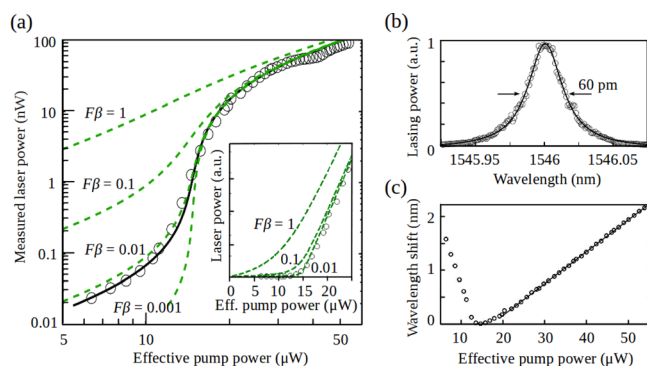 (a)
Measured laser power (nW)
100
10
1
0.1
0.01
Fβ = 1
Fβ = 0.1
Fβ = 0.01
Fβ = 0.001
5
10
50
Effective pump power (μW)
Laser power (a.u.)
Fβ = 1
0.1
0.01
0
5
10
15
20
Eff. pump power (μW)
(b)
Lasing power (a.u.)
1
0.5
0
60 pm
1545.95
1546
1546.05
Wavelength (nm)
(c)
Wavelength shift (nm)
2
1
0
10
20
30
40
50
Effective pump power (μW)